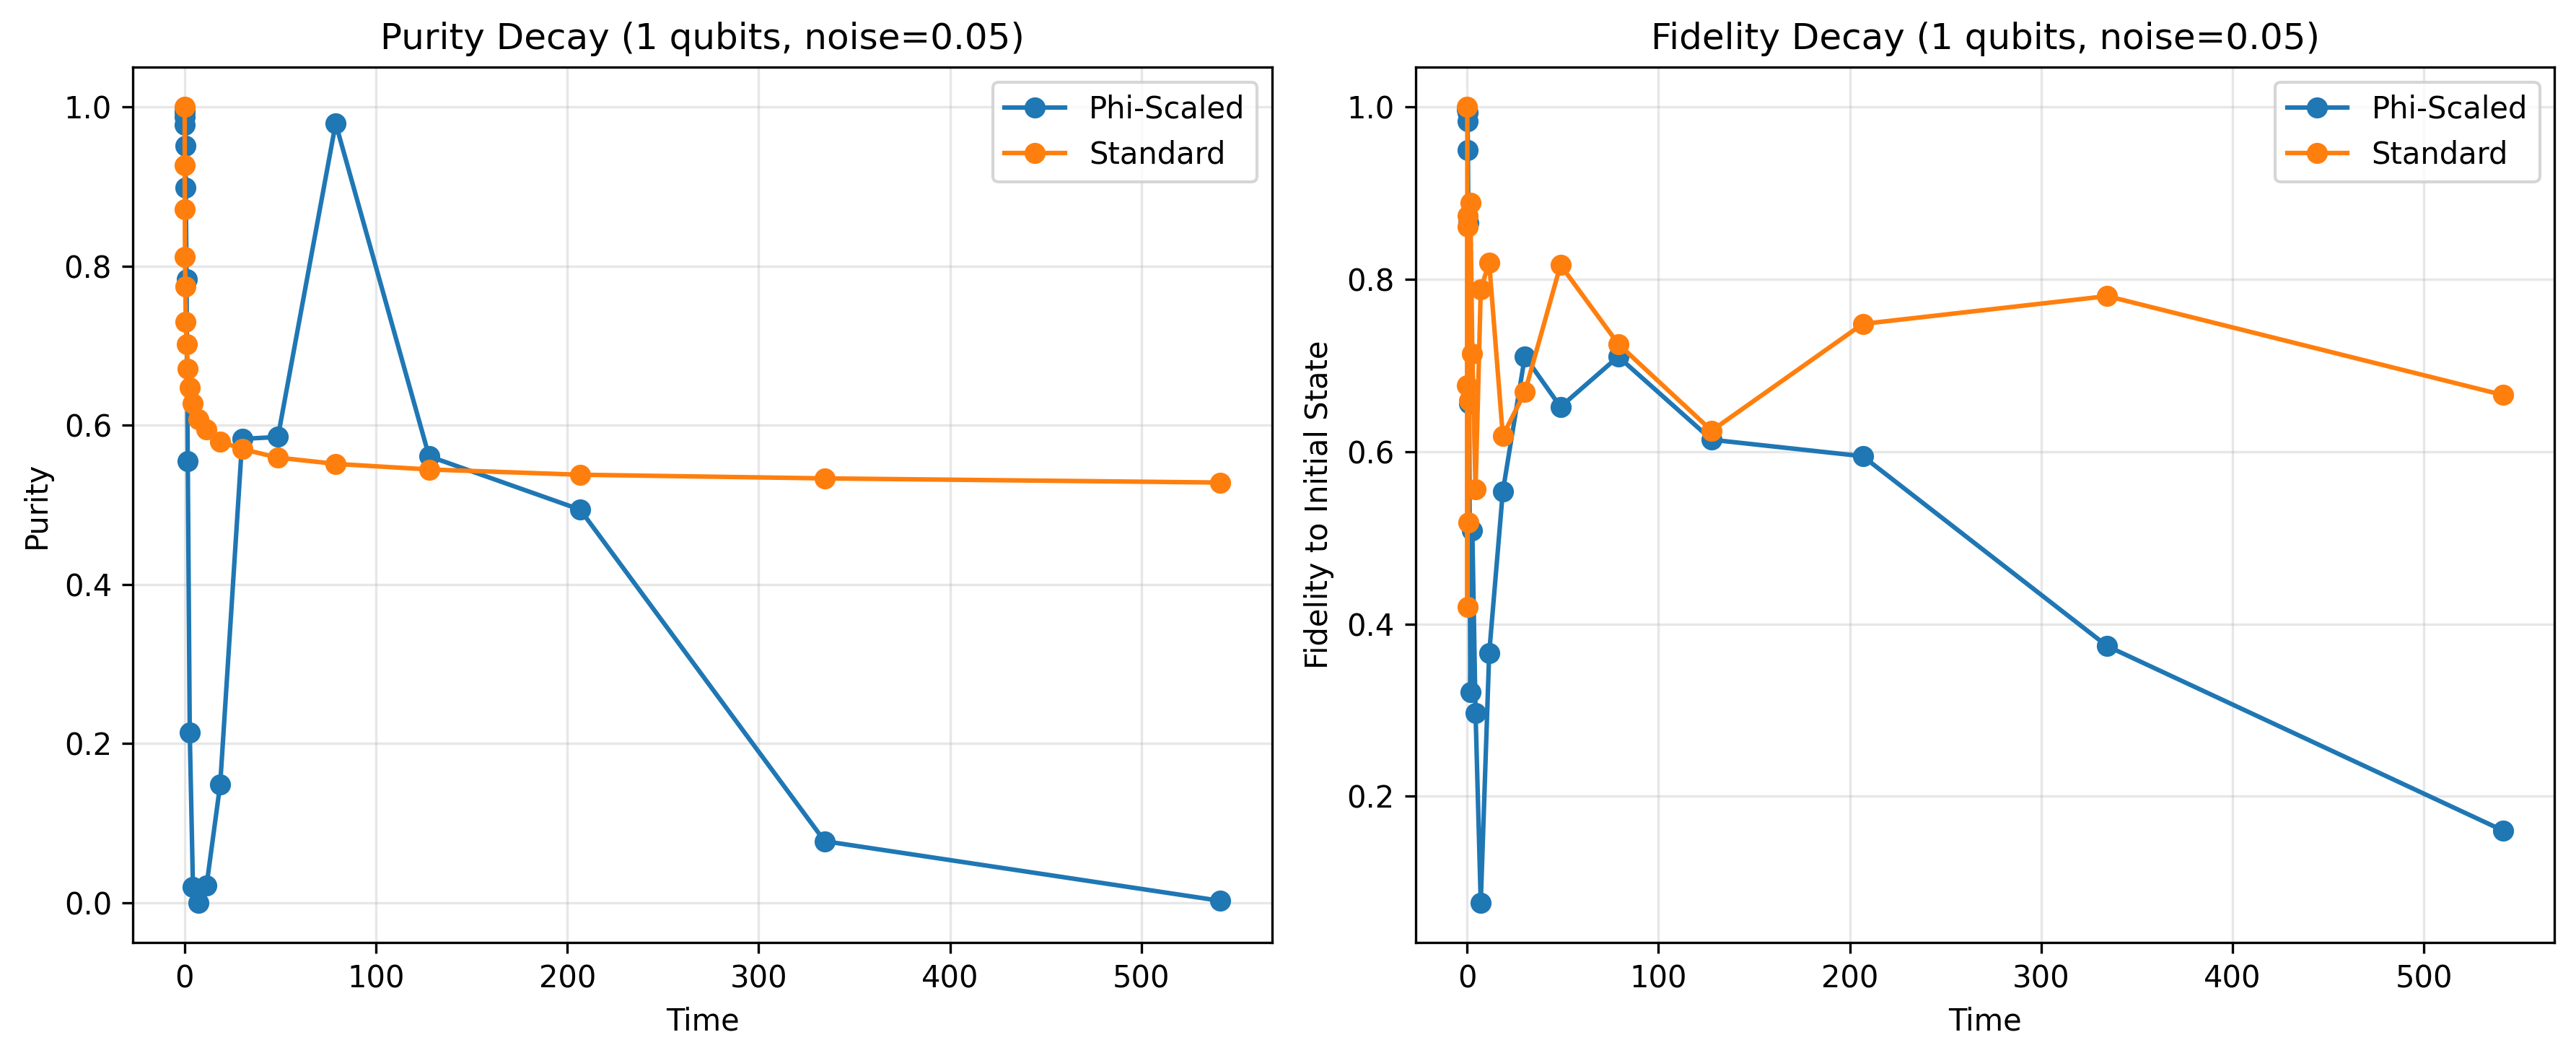 Purity Decay (1 qubits, noise=0.05)
Phi-Scaled
Standard
Purity
1.0
0.8
0.6
0.4
0.2
0.0
0 100 200 300 400 500
Time
Fidelity Decay (1 qubits, noise=0.05)
Phi-Scaled
Standard
Fidelity to Initial State
1.0
0.8
0.6
0.4
0.2
0 100 200 300 400 500
Time